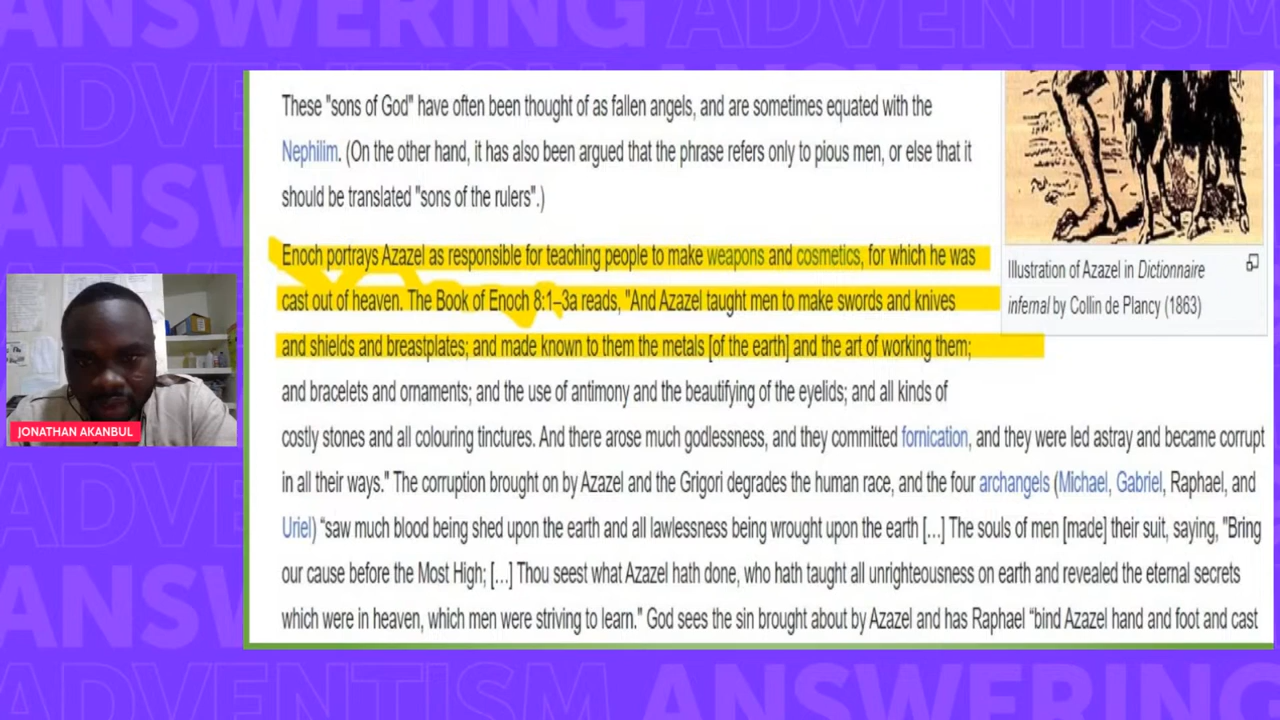 ANSWERING ADVENTISM
ADVE
ANS
ADVE
These "sons of God" have often been thought of as fallen angels, and are sometimes equated with the
Nephilim. (On the other hand, it has also been argued that the phrase refers only to pious men, or else that it
should be translated "sons of the rulers".)
Enoch portrays Azazel as responsible for teaching people to make weapons and cosmetics, for which he was
cast out of heaven. The Book of Enoch 8:1–3a reads, "And Azazel taught men to make swords and knives
and shields and breastplates; and made known to them the metals [of the earth] and the art of working them;
and bracelets and ornaments; and the use of antimony and the beautifying of the eyelids; and all kinds of
costly stones and all colouring tinctures. And there arose much godlessness, and they committed fornication, and they were led astray and became corrupt
in all their ways." The corruption brought on by Azazel and the Grigori degrades the human race, and the four archangels (Michael, Gabriel, Raphael, and
Uriel) “saw much blood being shed upon the earth and all lawlessness being wrought upon the earth [...] The souls of men [made] their suit, saying, "Bring
our cause before the Most High; [...] Thou seest what Azazel hath done, who hath taught all unrighteousness on earth and revealed the eternal secrets
which were in heaven, which men were striving to learn." God sees the sin brought about by Azazel and has Raphael “bind Azazel hand and foot and cast
Illustration of Azazel in Dictionnaire
infernal by Collin de Plancy (1863)
JONATHAN AKANBUL
ADVE
ANSW
ADVENTISM ANSWERING